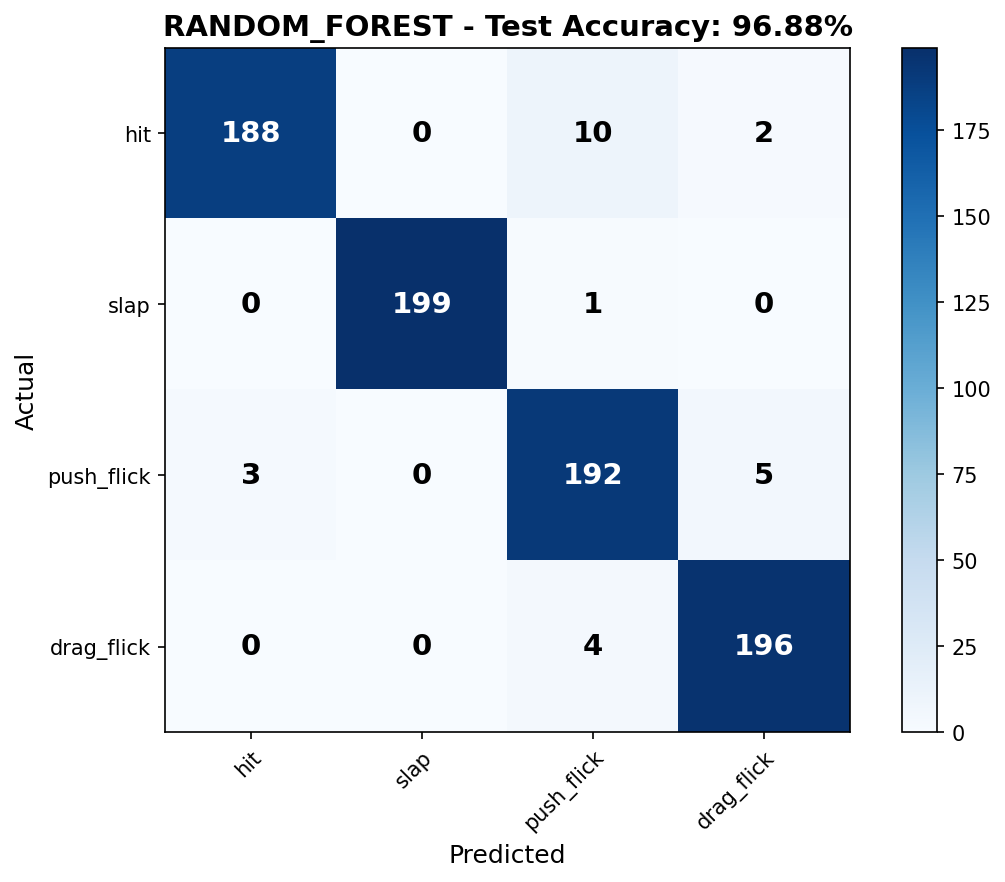 RANDOM_FOREST - Test Accuracy: 96.88%
hit 188 0 10 2
slap 0 199 1 0
push_flick 3 0 192 5
drag_flick 0 0 4 196
Actual
hit slap push_flick drag_flick
Predicted
175
150
125
100
75
50
25
0